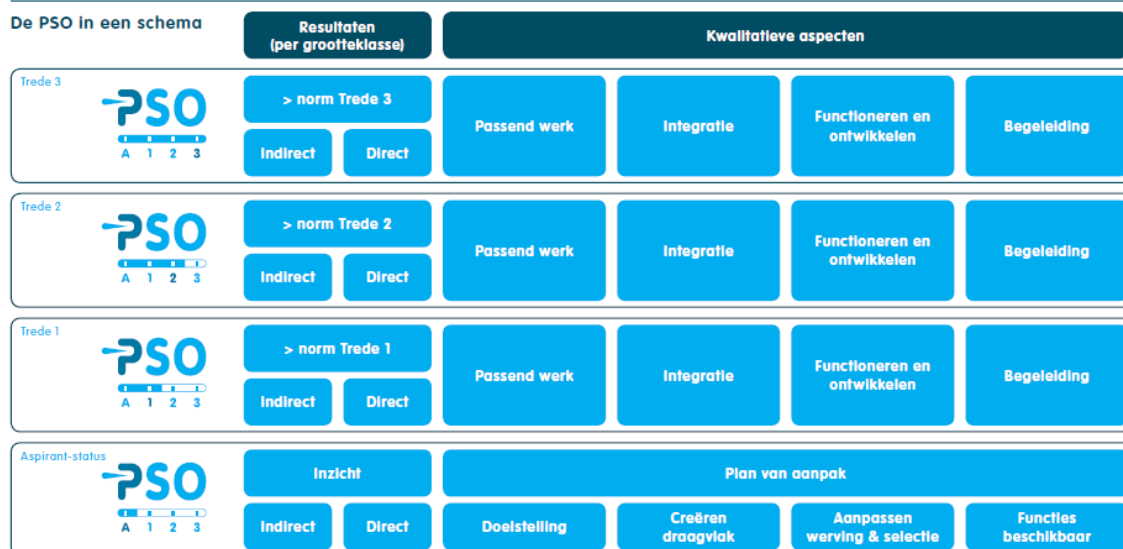 De PSO in een schema
Resultaten
(per grootteklasse)
Kwalitatieve aspecten
Trede 3
PSO
A 1 2 3
> norm Trede 3
Indirect
Direct
Passend werk
Integratie
Functioneren en
ontwikkelen
Begeleiding
Trede 2
PSO
A 1 2 3
> norm Trede 2
Indirect
Direct
Passend werk
Integratie
Functioneren en
ontwikkelen
Begeleiding
Trede 1
PSO
A 1 2 3
> norm Trede 1
Indirect
Direct
Passend werk
Integratie
Functioneren en
ontwikkelen
Begeleiding
Aspirant-status
PSO
A 1 2 3
Inzicht
Plan van aanpak
Indirect
Direct
Doelstelling
Creëren
draagvlak
Aanpassen
werving & selectie
Functies
beschikbaar